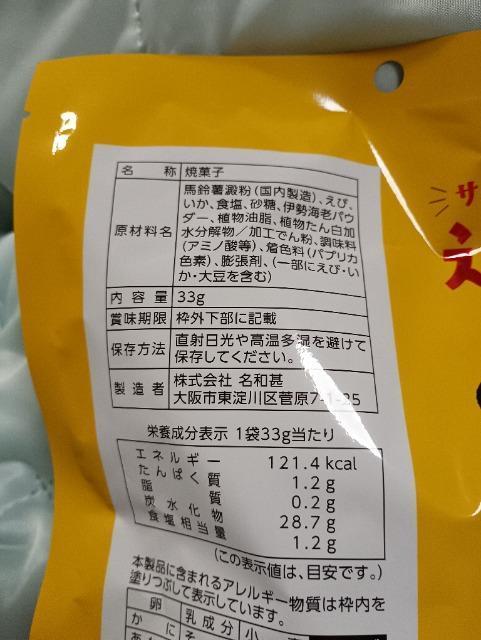 名　称 焼菓子
原材料名 馬鈴薯澱粉(国内製造)、えび、
いか、食塩、砂糖、伊勢海老パウ
ダー、植物油脂、植物たん白加
水分解物／加工でん粉、調味料
(アミノ酸等)、着色料(パプリカ
色素)、膨張剤、(一部にえび・い
か・大豆を含む)
内容量 33g
賞味期限 枠外下部に記載
保存方法 直射日光や高温多湿を避けて
保存してください。
製造者 株式会社 名和甚
大阪市東淀川区菅原7-1-35
栄養成分表示 1袋33g当たり
エネルギー 121.4 kcal
たんぱく質 1.2 g
脂質 0.2 g
炭水化物 28.7 g
食塩相当量 1.2 g
(この表示値は、目安です。)
本製品に含まれるアレルギー物質は枠内を
塗りつぶして表示しています。
卵 乳成分 小
か に そ
サ
え